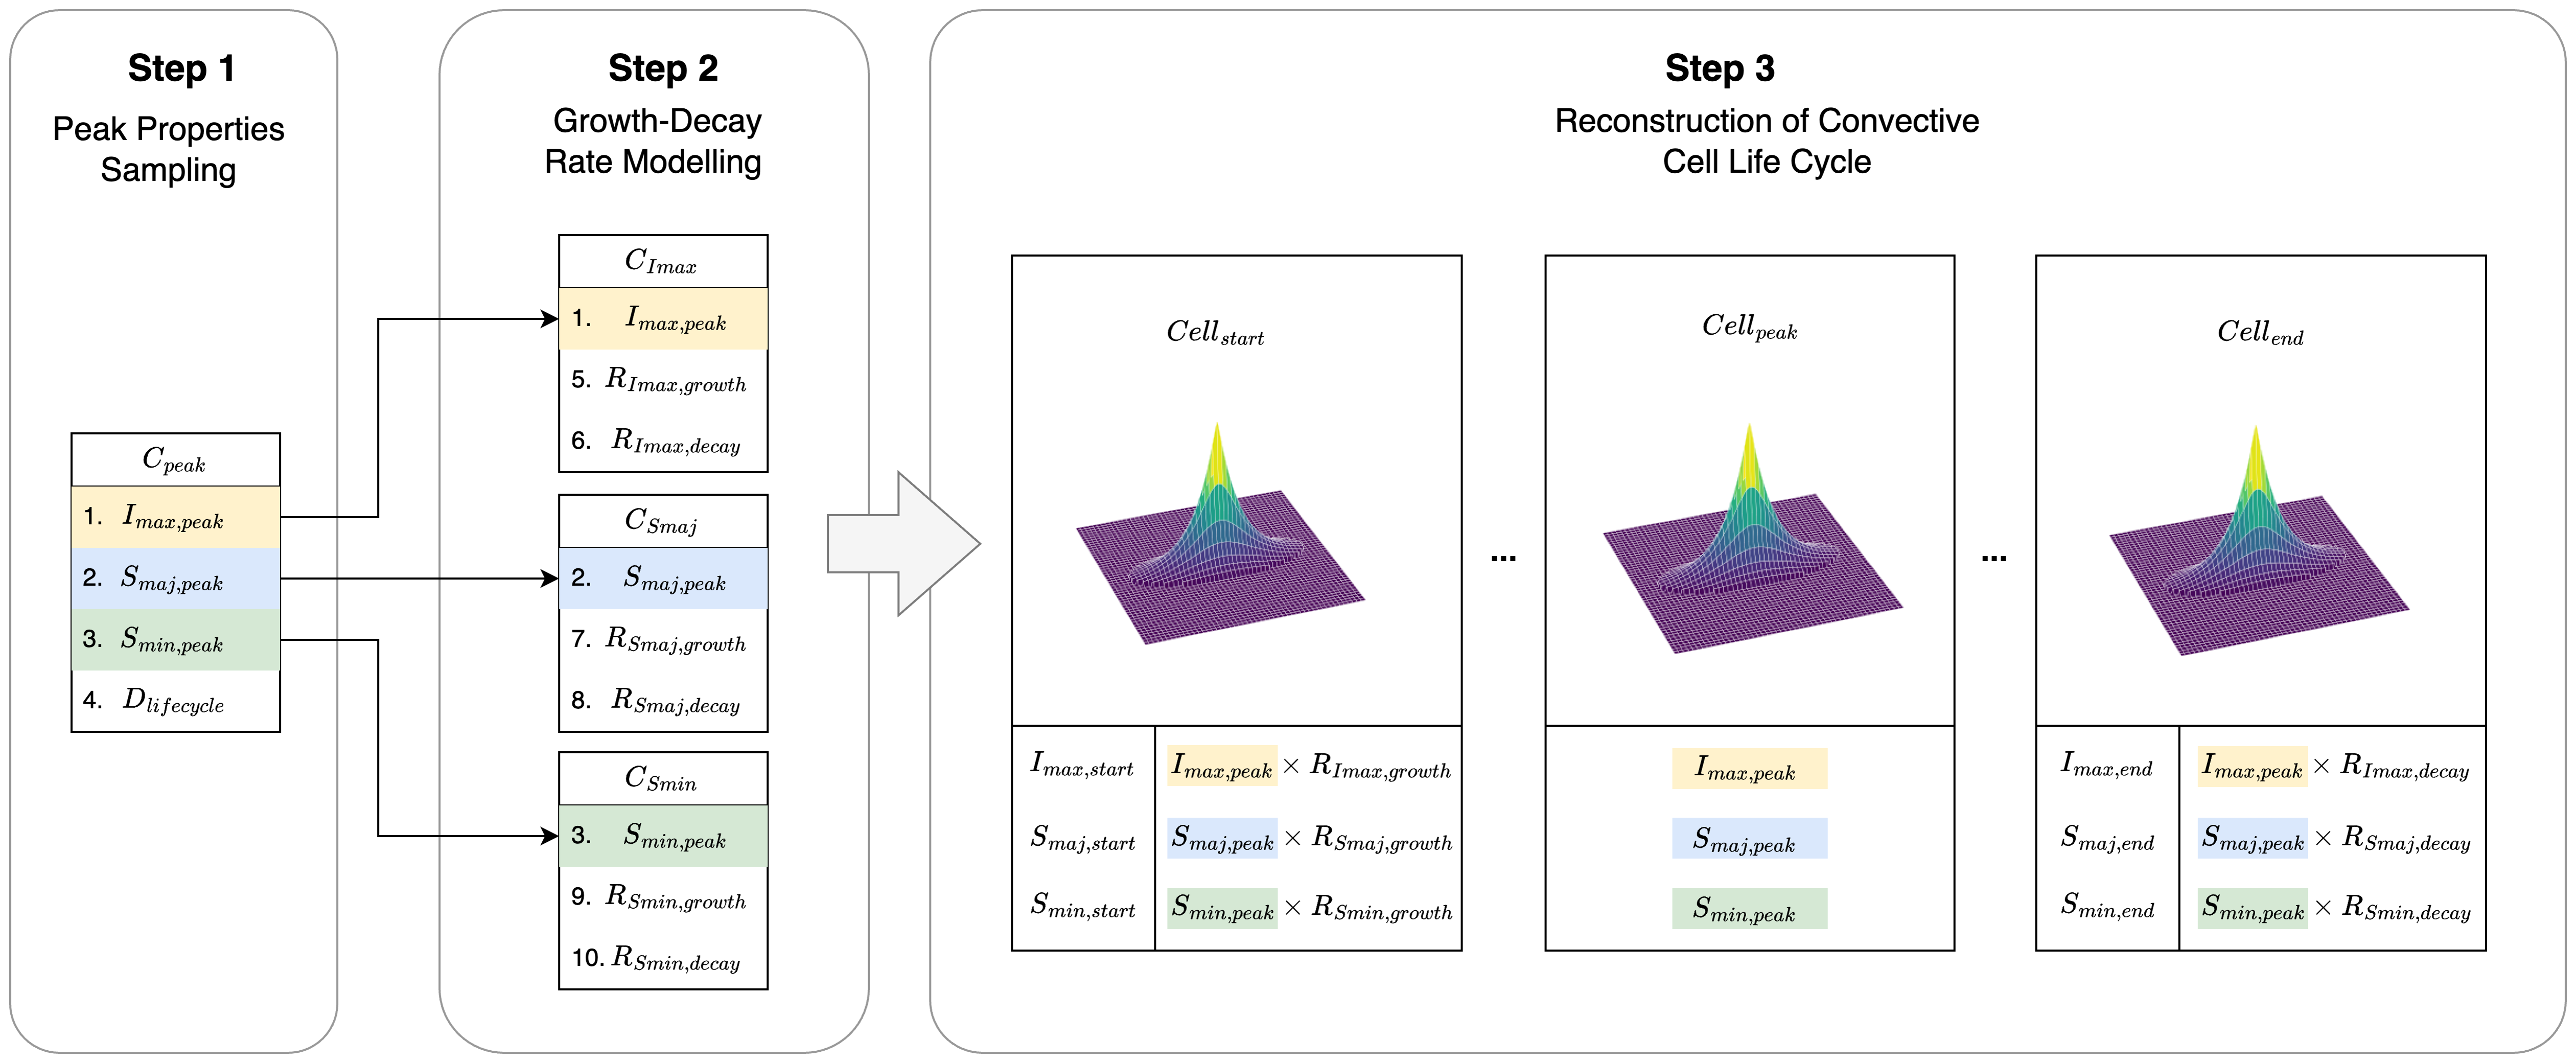 Step 1
Peak Properties
Sampling
C_peak
1. I_max,peak
2. S_maj,peak
3. S_min,peak
4. D_lifecycle
Step 2
Growth-Decay
Rate Modelling
C_Imax
1. I_max,peak
5. R_Imax,growth
6. R_Imax,decay
C_Smaj
2. S_maj,peak
7. R_Smaj,growth
8. R_Smaj,decay
C_Smin
3. S_min,peak
9. R_Smin,growth
10. R_Smin,decay
Step 3
Reconstruction of Convective
Cell Life Cycle
Cell_start
I_max,start I_max,peak × R_Imax,growth
S_maj,start S_maj,peak × R_Smaj,growth
S_min,start S_min,peak × R_Smin,growth
...
Cell_peak
I_max,peak
S_maj,peak
S_min,peak
...
Cell_end
I_max,end I_max,peak × R_Imax,decay
S_maj,end S_maj,peak × R_Smaj,decay
S_min,end S_min,peak × R_Smin,decay